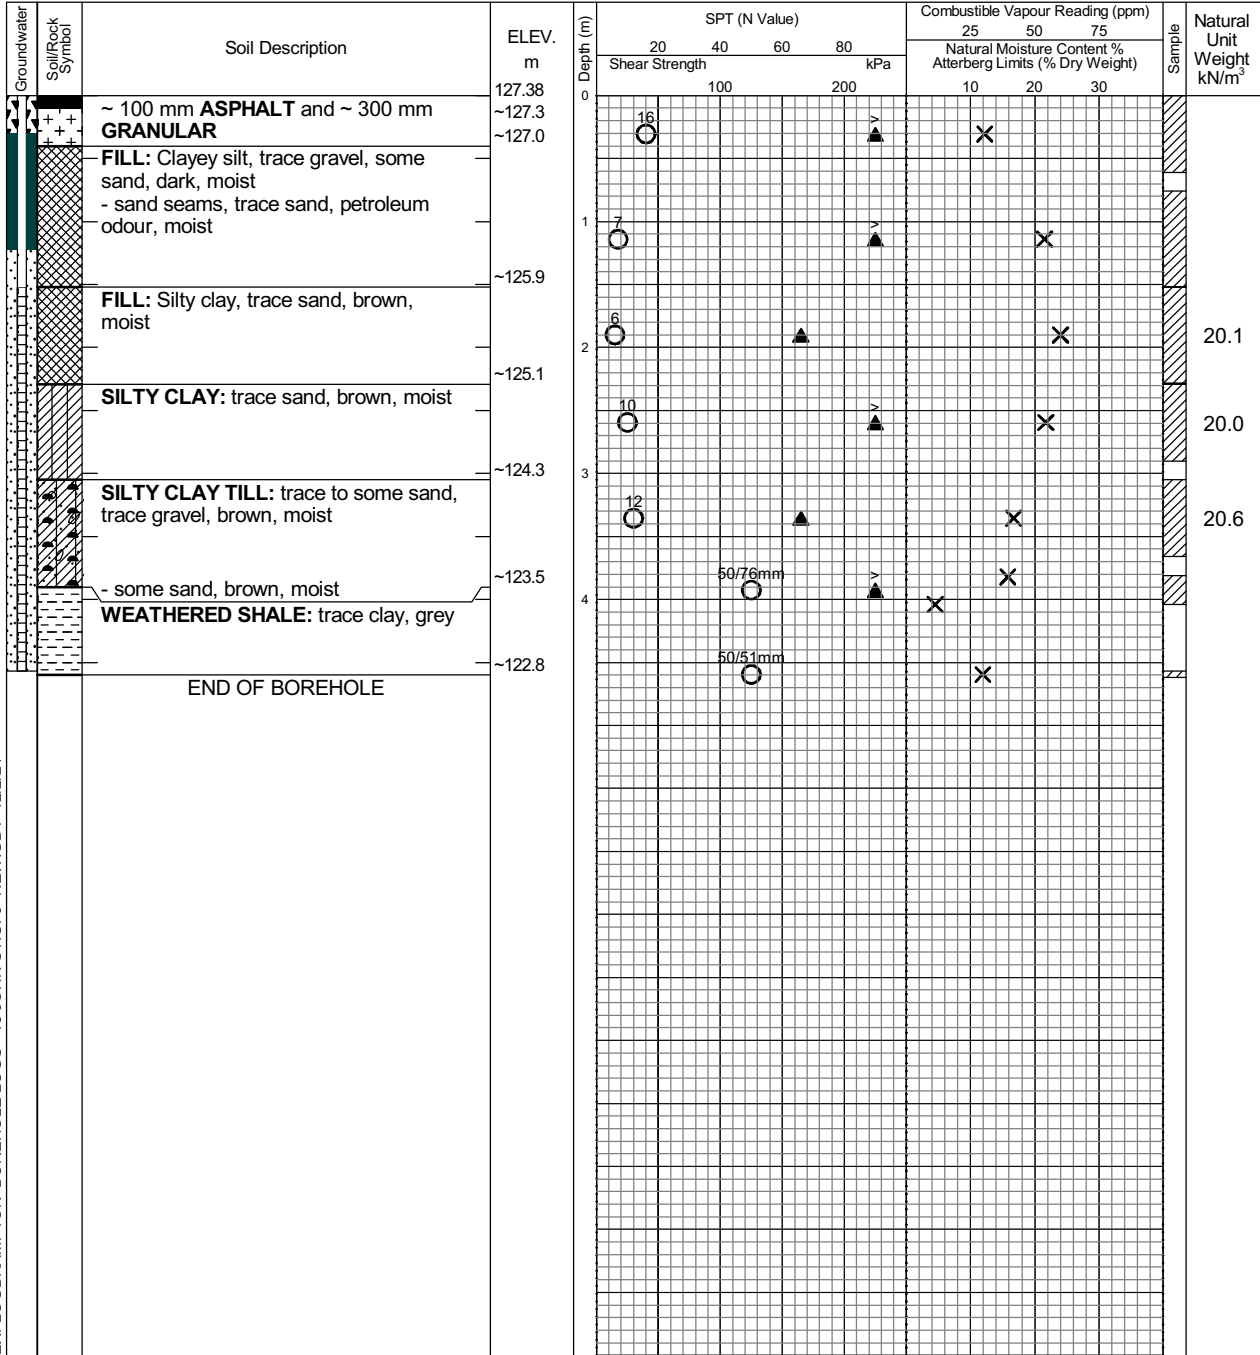 Groundwater
Soil/Rock
Symbol
Soil Description
ELEV.
m
127.38
Depth (m)
SPT (N Value)
20 40 60 80
Shear Strength kPa
100 200
Combustible Vapour Reading (ppm)
25 50 75
Natural Moisture Content %
Atterberg Limits (% Dry Weight)
10 20 30
Sample
Natural
Unit
Weight
kN/m³
0
~ 100 mm ASPHALT and ~ 300 mm
GRANULAR
~127.3
~127.0
16
>
FILL: Clayey silt, trace gravel, some
sand, dark, moist
- sand seams, trace sand, petroleum
odour, moist
1
7
>
~125.9
FILL: Silty clay, trace sand, brown,
moist
6
2
20.1
~125.1
SILTY CLAY: trace sand, brown, moist
10
>
20.0
~124.3
3
SILTY CLAY TILL: trace to some sand,
trace gravel, brown, moist
12
20.6
~123.5
- some sand, brown, moist
50/76mm
>
4
WEATHERED SHALE: trace clay, grey
~122.8
50/51mm
END OF BOREHOLE